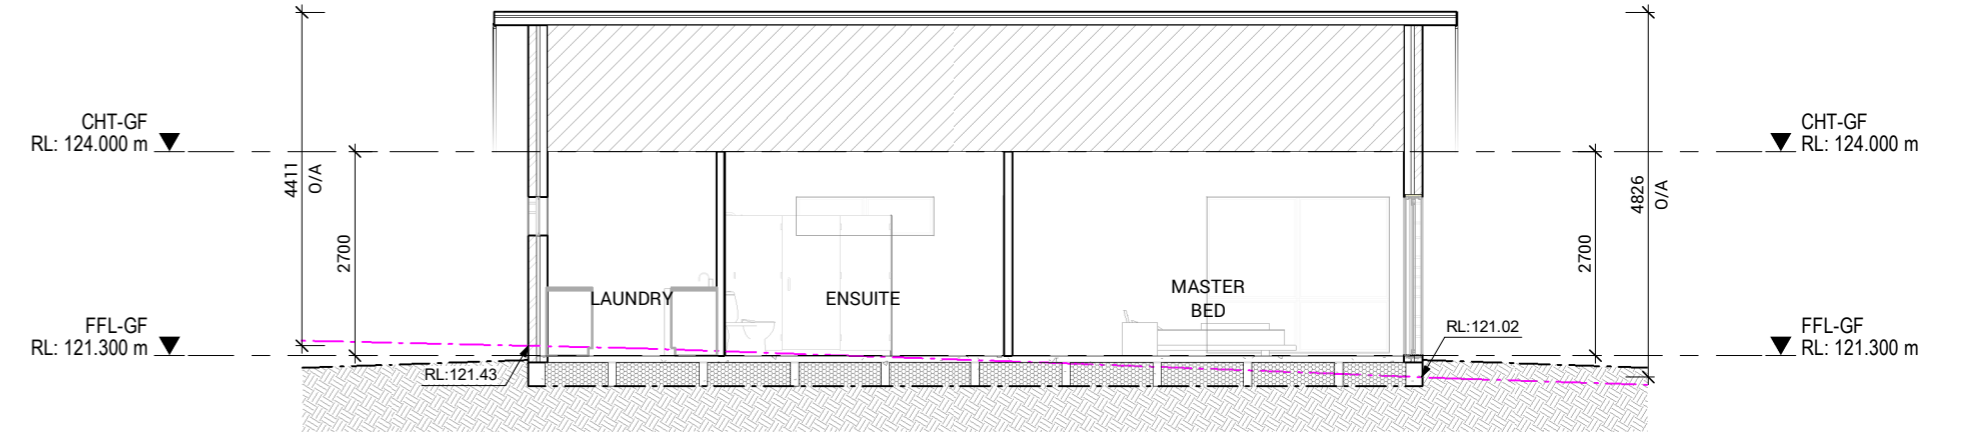 CHT-GF
RL: 124.000 m
4411
O/A
2700
FFL-GF
RL: 121.300 m
RL:121.43
LAUNDRY
ENSUITE
MASTER
BED
RL:121.02
2700
4826
O/A
CHT-GF
RL: 124.000 m
FFL-GF
RL: 121.300 m